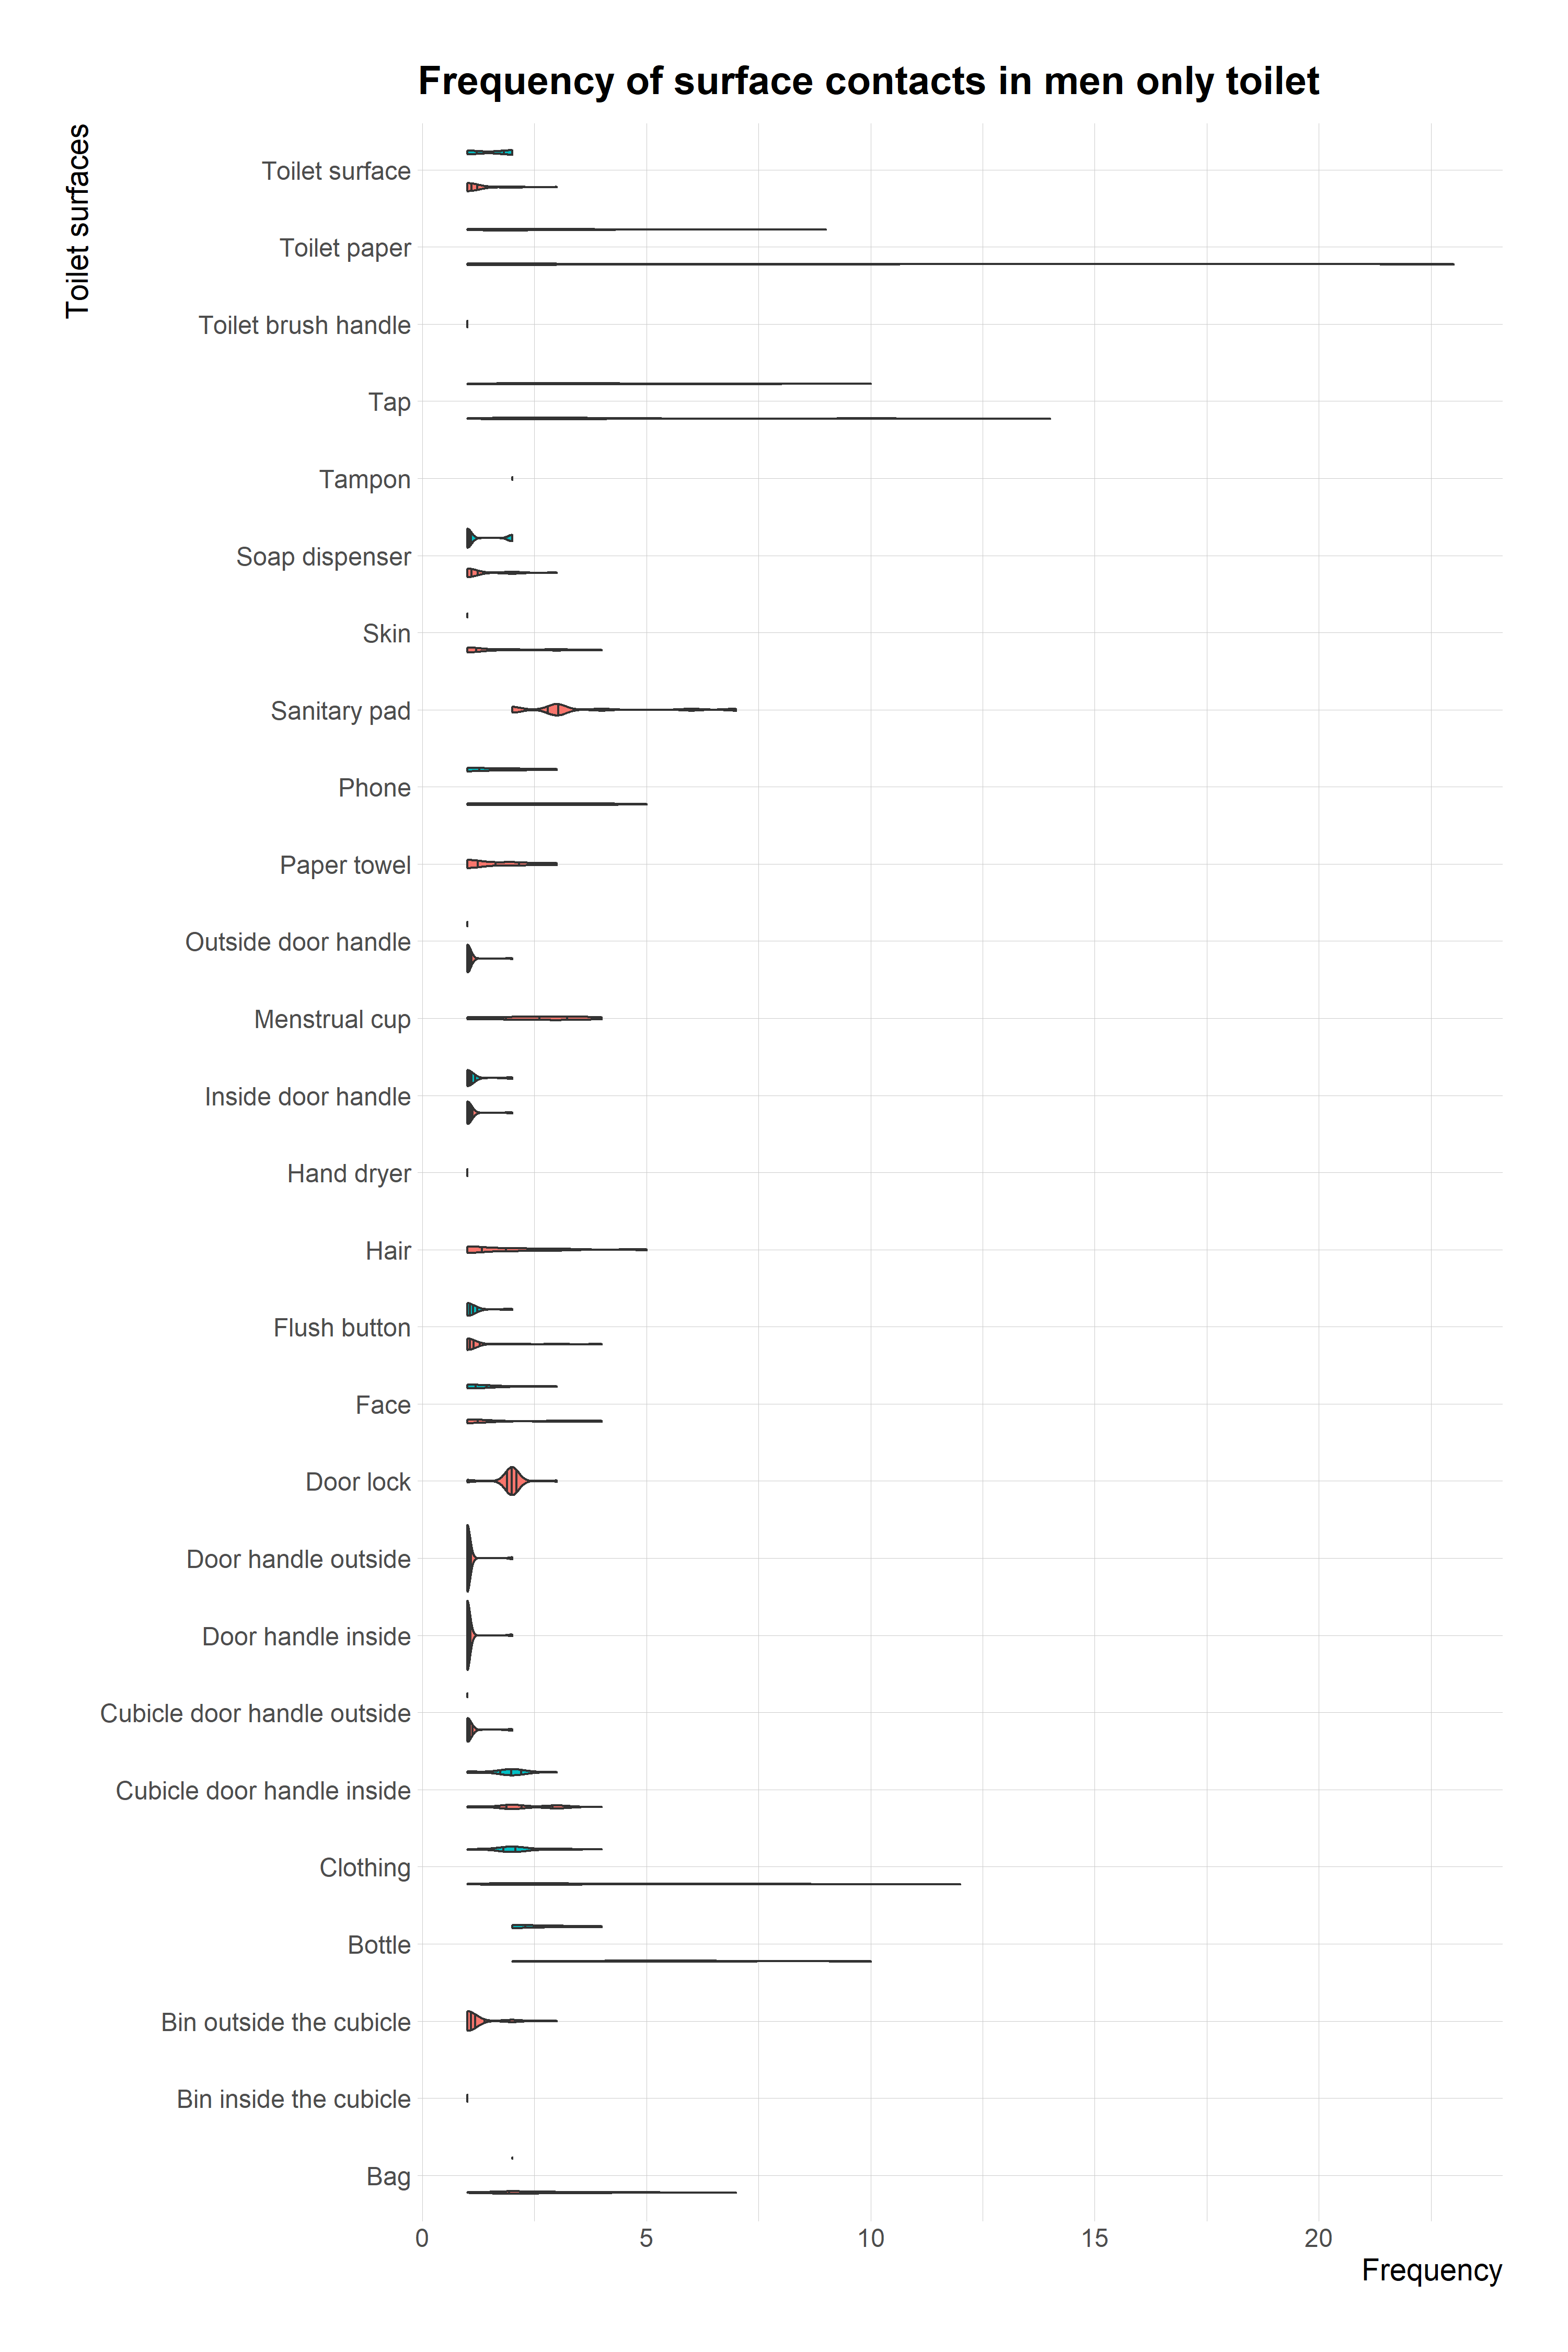 Frequency of surface contacts in men only toilet
Toilet surfaces
Toilet surface
Toilet paper
Toilet brush handle
Tap
Tampon
Soap dispenser
Skin
Sanitary pad
Phone
Paper towel
Outside door handle
Menstrual cup
Inside door handle
Hand dryer
Hair
Flush button
Face
Door lock
Door handle outside
Door handle inside
Cubicle door handle outside
Cubicle door handle inside
Clothing
Bottle
Bin outside the cubicle
Bin inside the cubicle
Bag
0 5 10 15 20
Frequency